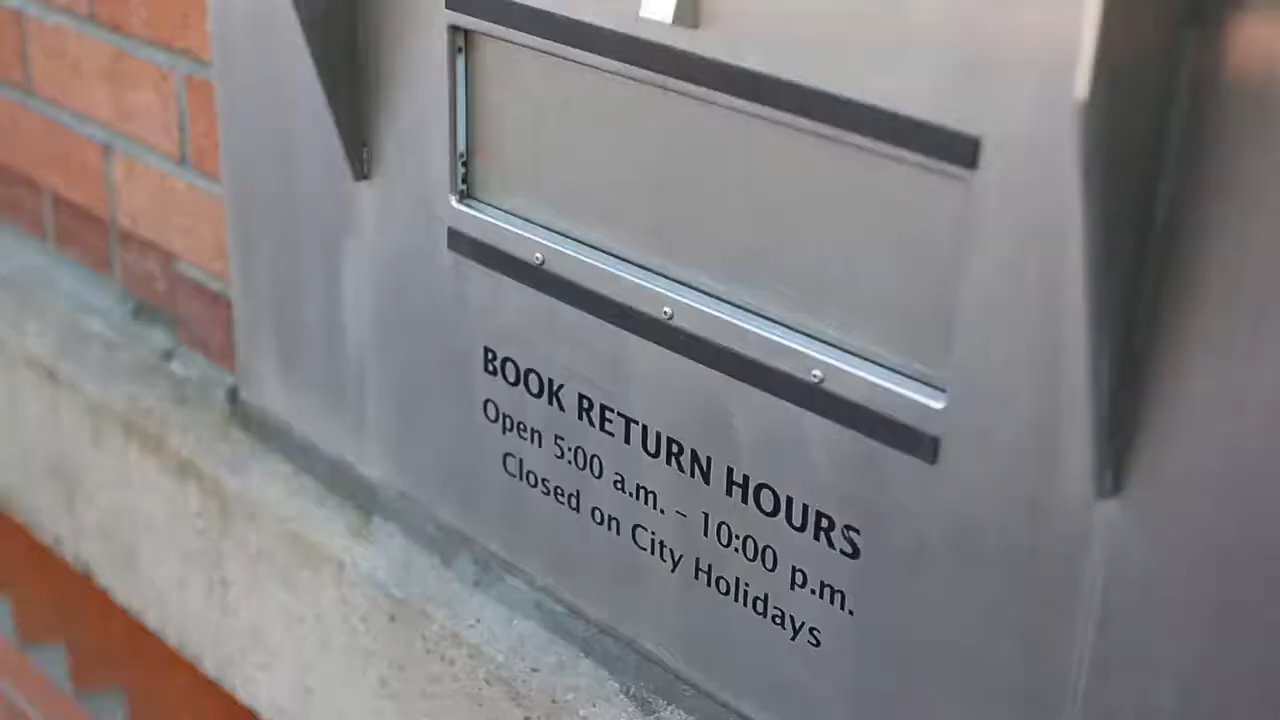 BOOK RETURN HOURS
Open 5:00 a.m. – 10:00 p.m.
Closed on City Holidays